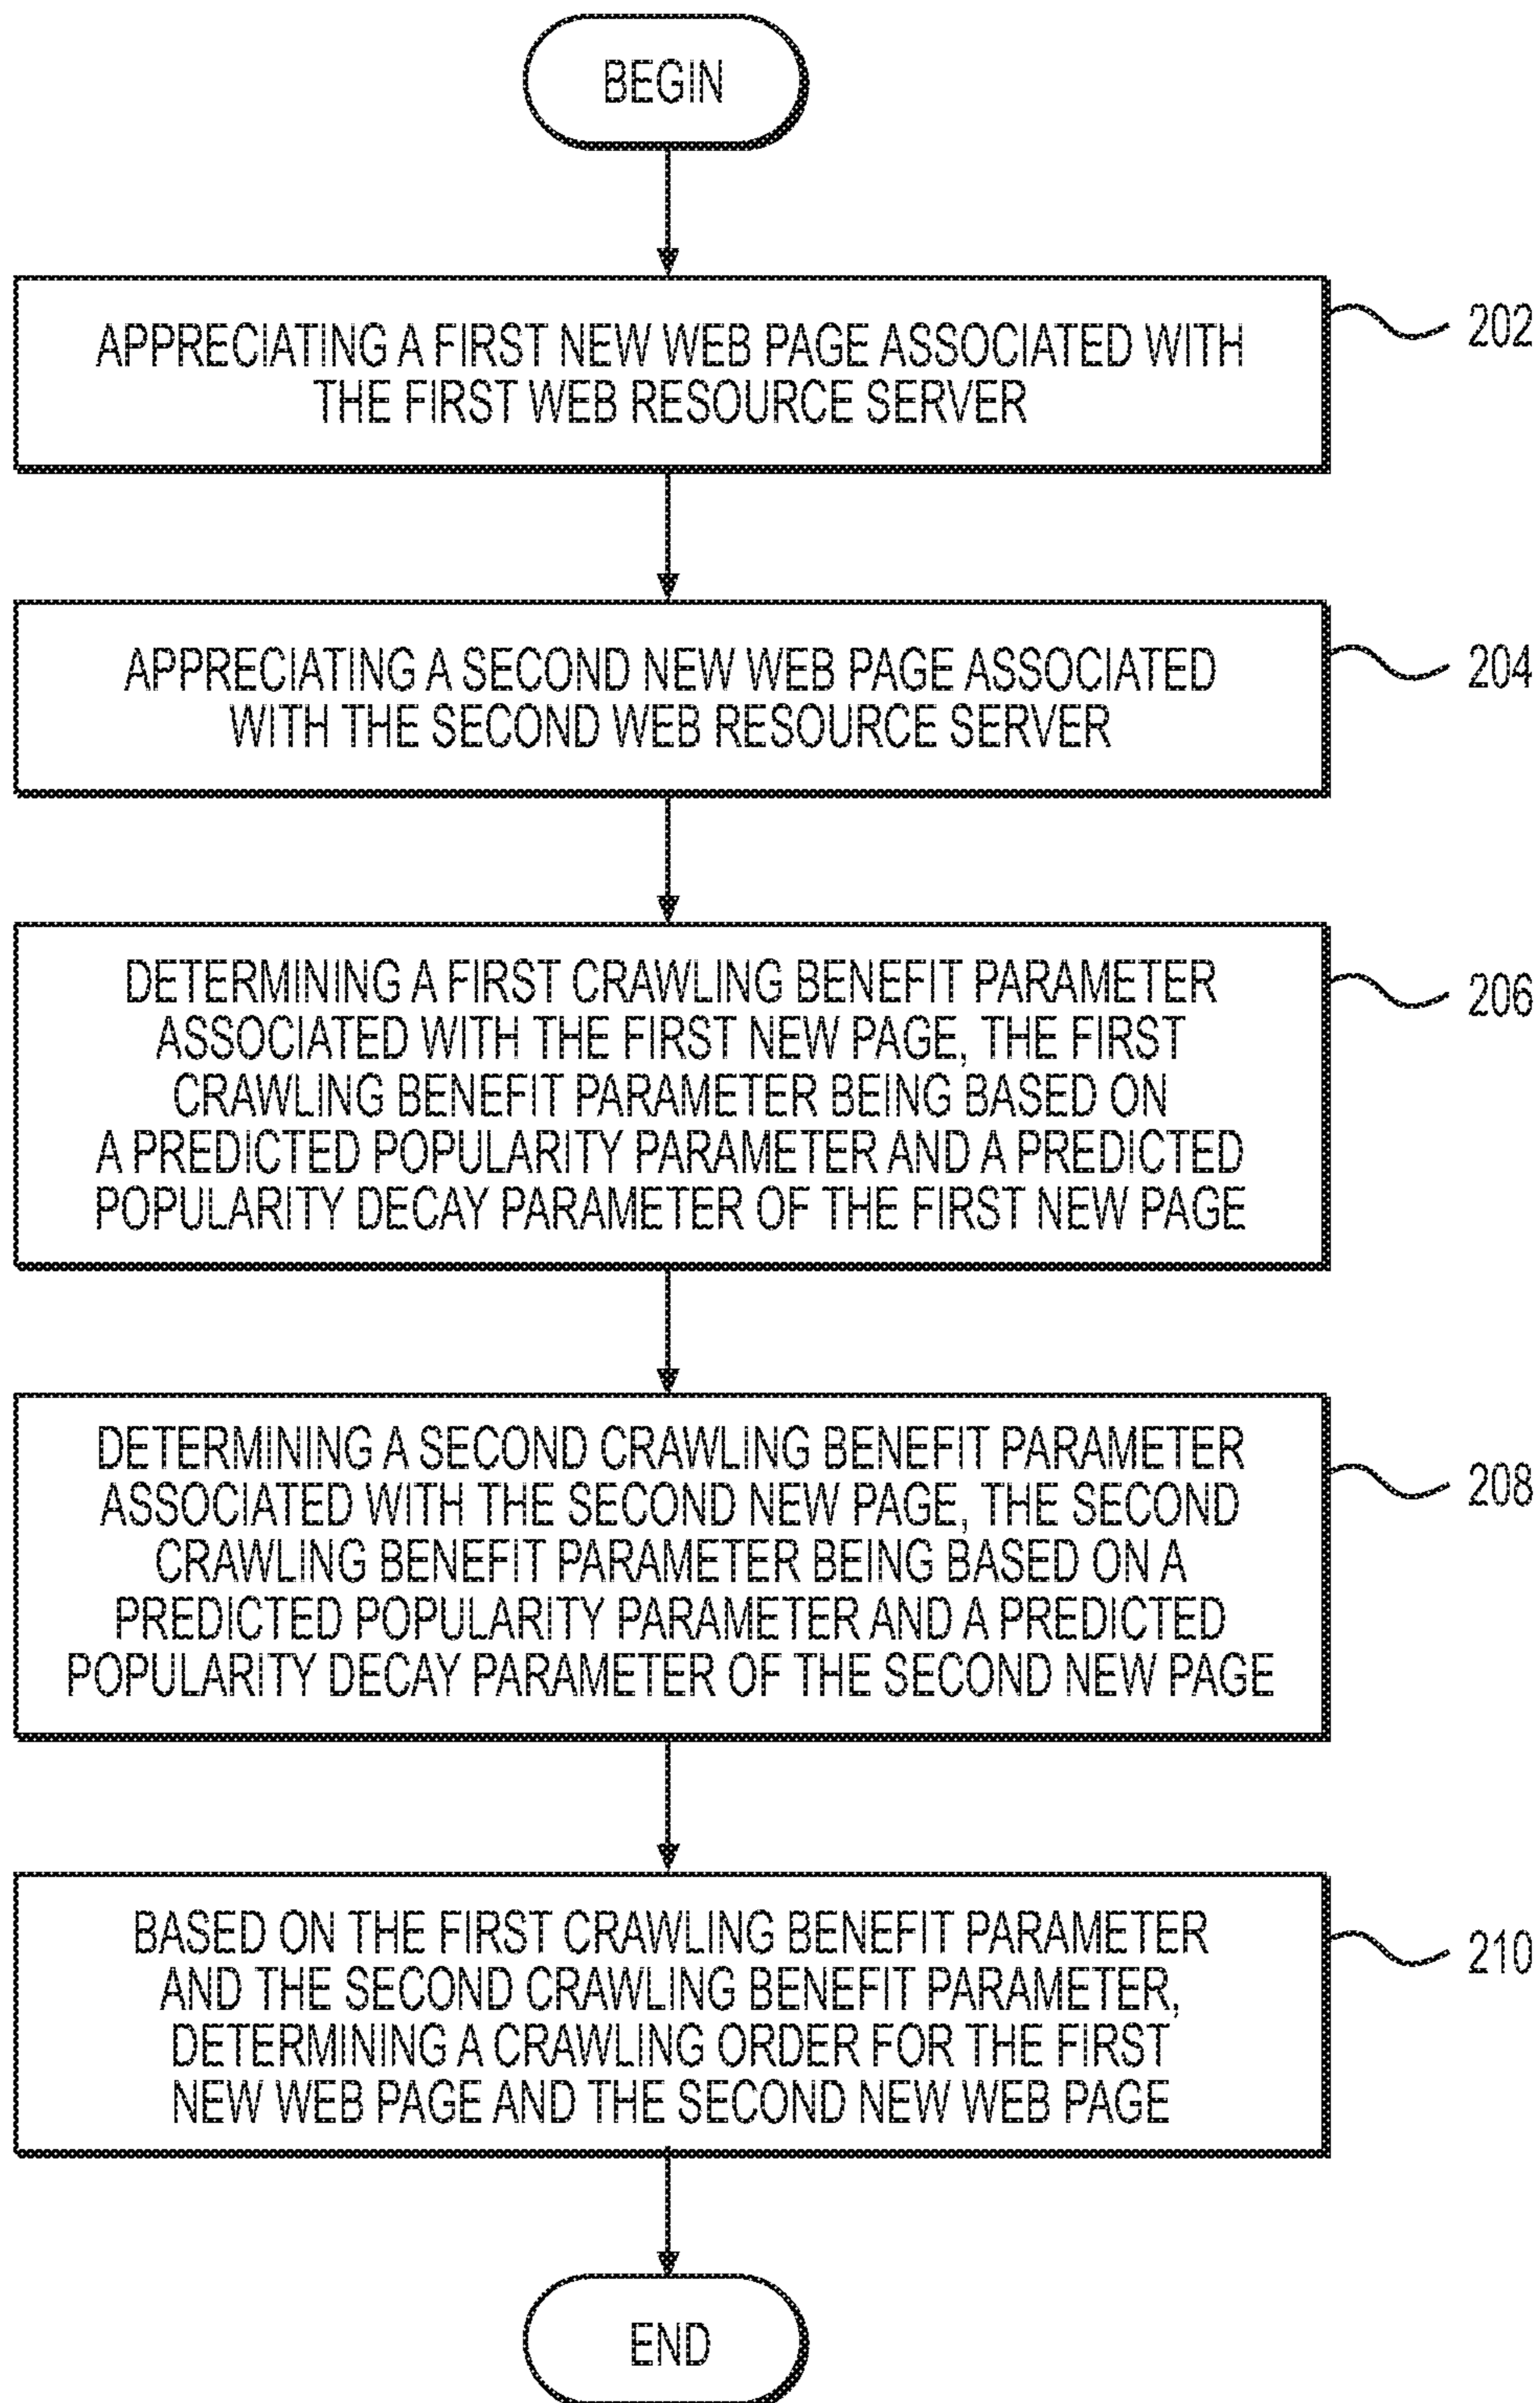 BEGIN
APPRECIATING A FIRST NEW WEB PAGE ASSOCIATED WITH
THE FIRST WEB RESOURCE SERVER
202
APPRECIATING A SECOND NEW WEB PAGE ASSOCIATED
WITH THE SECOND WEB RESOURCE SERVER
204
DETERMINING A FIRST CRAWLING BENEFIT PARAMETER
ASSOCIATED WITH THE FIRST NEW PAGE, THE FIRST
CRAWLING BENEFIT PARAMETER BEING BASED ON
A PREDICTED POPULARITY PARAMETER AND A PREDICTED
POPULARITY DECAY PARAMETER OF THE FIRST NEW PAGE
206
DETERMINING A SECOND CRAWLING BENEFIT PARAMETER
ASSOCIATED WITH THE SECOND NEW PAGE, THE SECOND
CRAWLING BENEFIT PARAMETER BEING BASED ON A
PREDICTED POPULARITY PARAMETER AND A PREDICTED
POPULARITY DECAY PARAMETER OF THE SECOND NEW PAGE
208
BASED ON THE FIRST CRAWLING BENEFIT PARAMETER
AND THE SECOND CRAWLING BENEFIT PARAMETER,
DETERMINING A CRAWLING ORDER FOR THE FIRST
NEW WEB PAGE AND THE SECOND NEW WEB PAGE
210
END